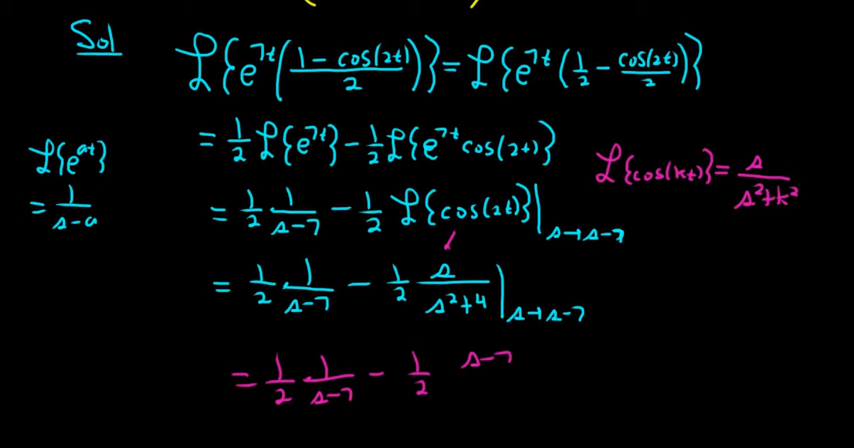 Sol
ℒ{e^{7t}((1 − cos(2t))/2)} = ℒ{e^{7t}(1/2 − cos(2t)/2)}
= 1/2 ℒ{e^{7t}} − 1/2 ℒ{e^{7t} cos(2t)}
ℒ{e^{at}}
= 1/(s−a)
ℒ{cos(kt)} = s/(s²+k²)
= 1/2 1/(s−7) − 1/2 ℒ{cos(2t)}|_{s→s−7}
= 1/2 1/(s−7) − 1/2 s/(s²+4)|_{s→s−7}
= 1/2 1/(s−7) − 1/2 s−7